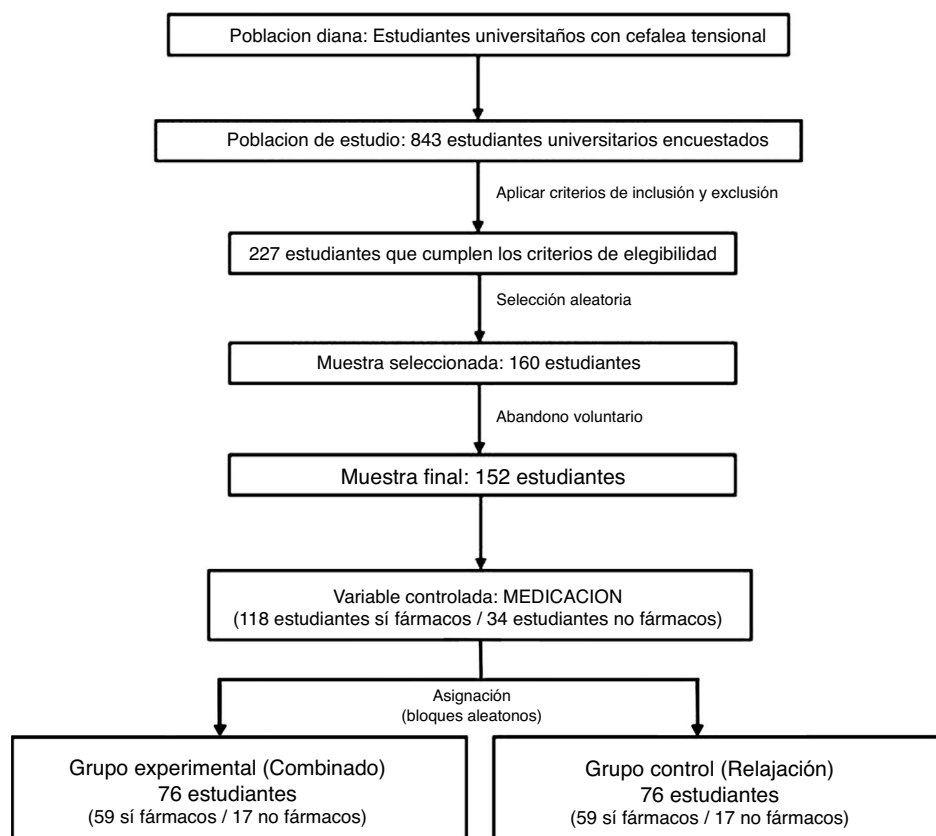 Poblacion diana: Estudiantes universitaños con cefalea tensional
Poblacion de estudio: 843 estudiantes universitarios encuestados
Aplicar criterios de inclusión y exclusión
227 estudiantes que cumplen los criterios de elegibilidad
Selección aleatoria
Muestra seleccionada: 160 estudiantes
Abandono voluntario
Muestra final: 152 estudiantes
Variable controlada: MEDICACION
(118 estudiantes sí fármacos / 34 estudiantes no fármacos)
Asignación
(bloques aleatonos)
Grupo experimental (Combinado)
76 estudiantes
(59 sí fármacos / 17 no fármacos)
Grupo control (Relajación)
76 estudiantes
(59 sí fármacos / 17 no fármacos)